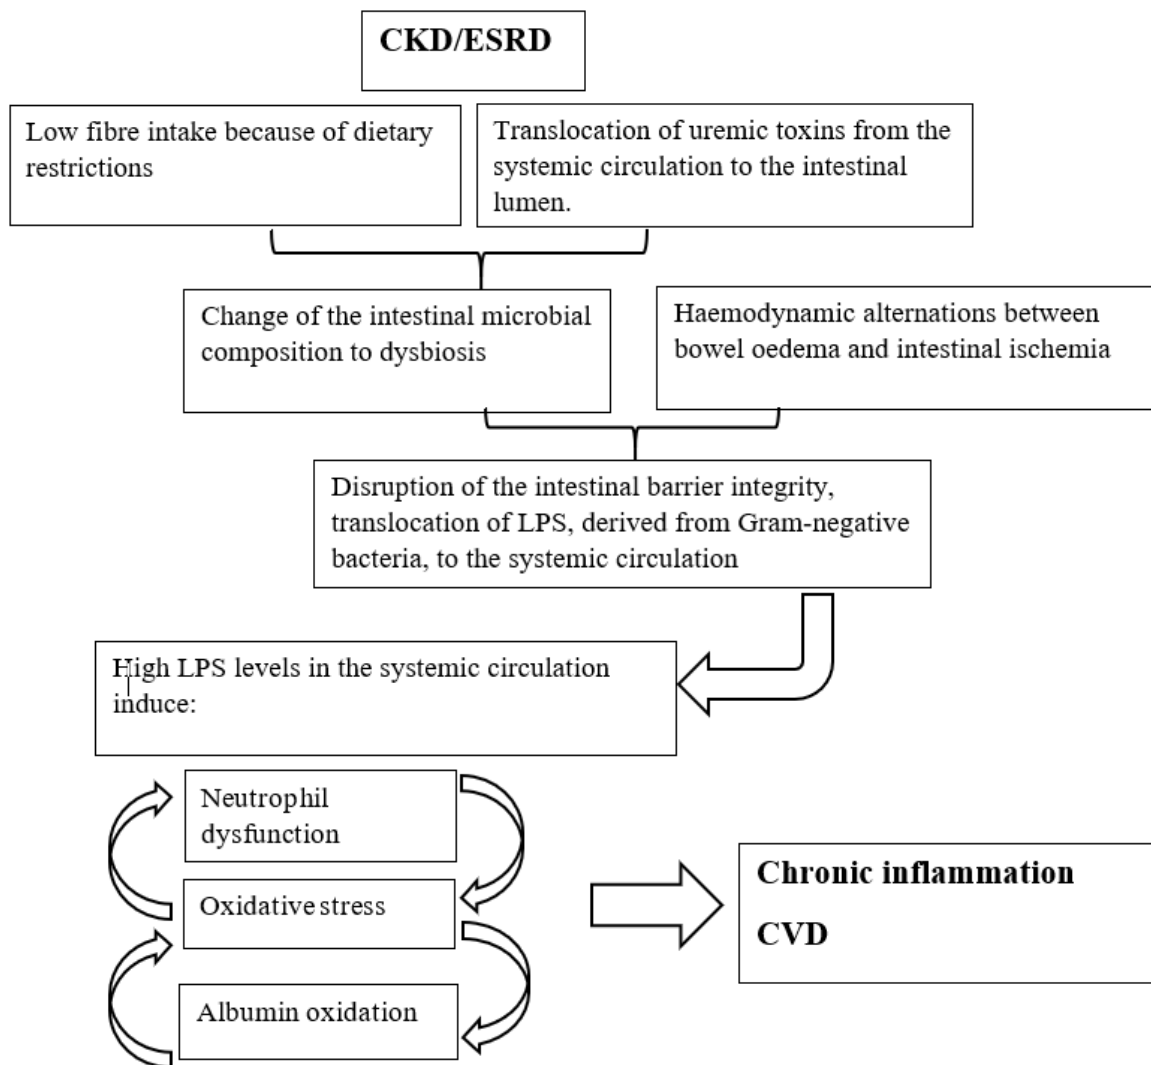 CKD/ESRD
Low fibre intake because of dietary
restrictions
Translocation of uremic toxins from the
systemic circulation to the intestinal
lumen.
Change of the intestinal microbial
composition to dysbiosis
Haemodynamic alternations between
bowel oedema and intestinal ischemia
Disruption of the intestinal barrier integrity,
translocation of LPS, derived from Gram-negative
bacteria, to the systemic circulation
High LPS levels in the systemic circulation
induce:
Neutrophil
dysfunction
Oxidative stress
Albumin oxidation
Chronic inflammation
CVD